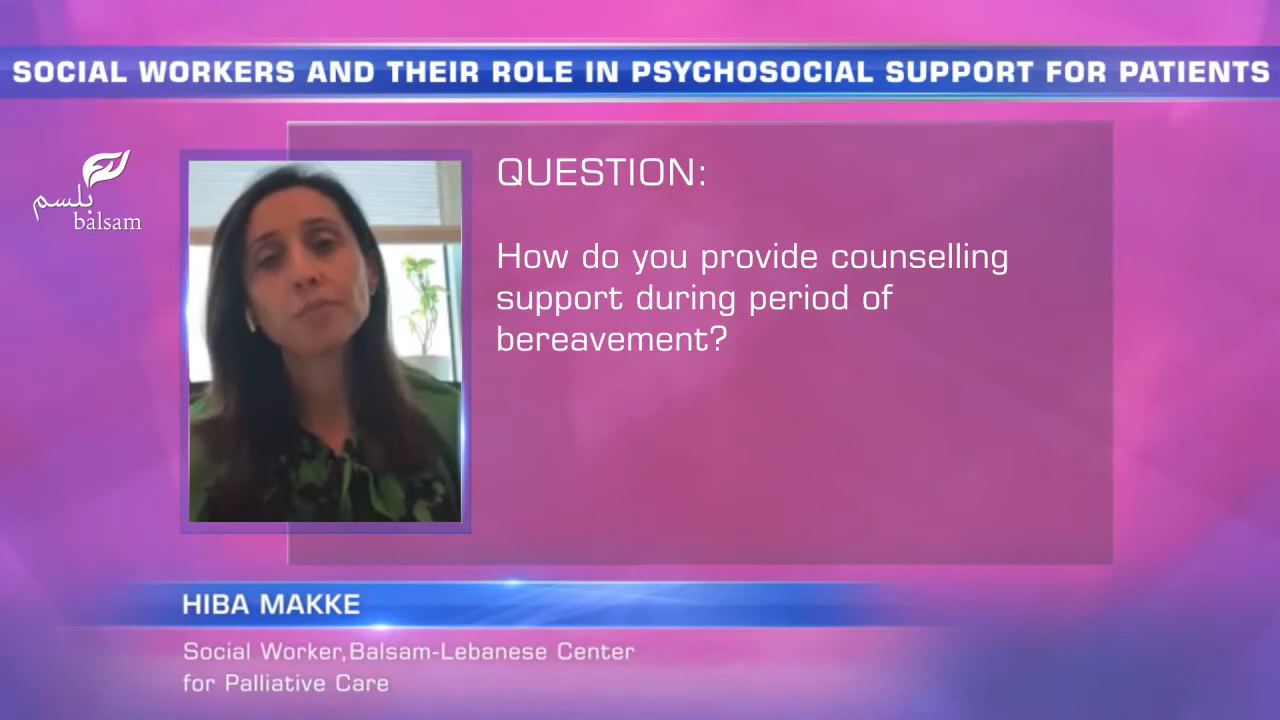 SOCIAL WORKERS AND THEIR ROLE IN PSYCHOSOCIAL SUPPORT FOR PATIENTS
بلسم
balsam
QUESTION:
How do you provide counselling
support during period of
bereavement?
HIBA MAKKE
Social Worker,Balsam-Lebanese Center
for Palliative Care